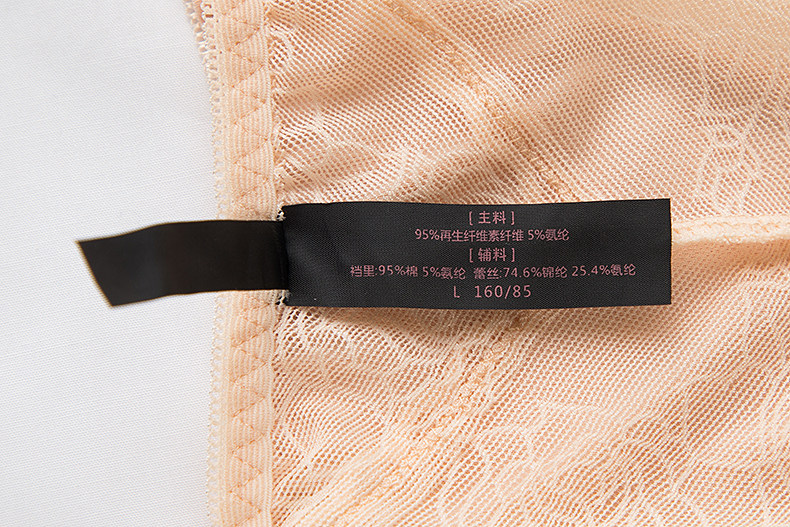 [ 主料 ]
95%再生纤维素纤维 5%氨纶
[ 辅料 ]
裆里:95%棉 5%氨纶 蕾丝:74.6%锦纶 25.4%氨纶
L 160/85